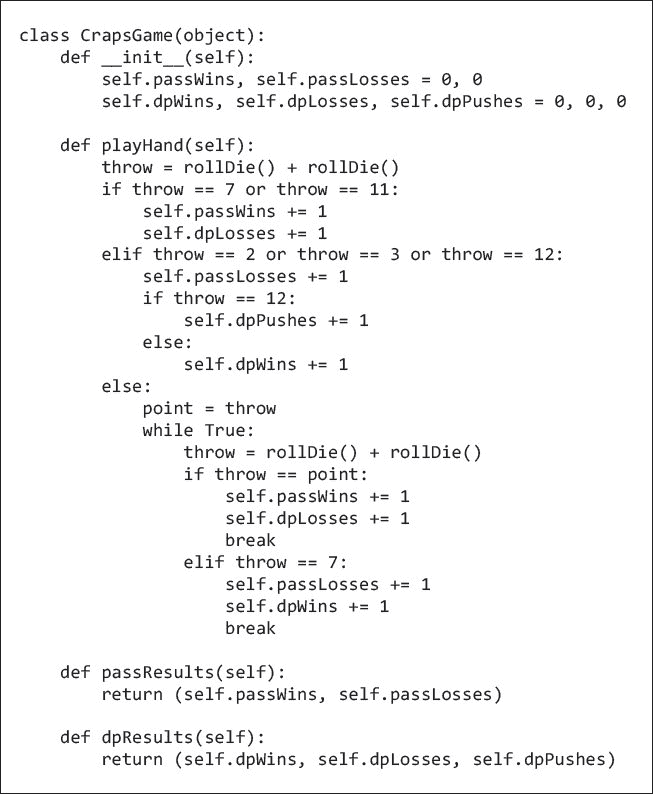 class CrapsGame(object):
    def __init__(self):
        self.passWins, self.passLosses = 0, 0
        self.dpWins, self.dpLosses, self.dpPushes = 0, 0, 0

    def playHand(self):
        throw = rollDie() + rollDie()
        if throw == 7 or throw == 11:
            self.passWins += 1
            self.dpLosses += 1
        elif throw == 2 or throw == 3 or throw == 12:
            self.passLosses += 1
            if throw == 12:
                self.dpPushes += 1
            else:
                self.dpWins += 1
        else:
            point = throw
            while True:
                throw = rollDie() + rollDie()
                if throw == point:
                    self.passWins += 1
                    self.dpLosses += 1
                    break
                elif throw == 7:
                    self.passLosses += 1
                    self.dpWins += 1
                    break

    def passResults(self):
        return (self.passWins, self.passLosses)

    def dpResults(self):
        return (self.dpWins, self.dpLosses, self.dpPushes)